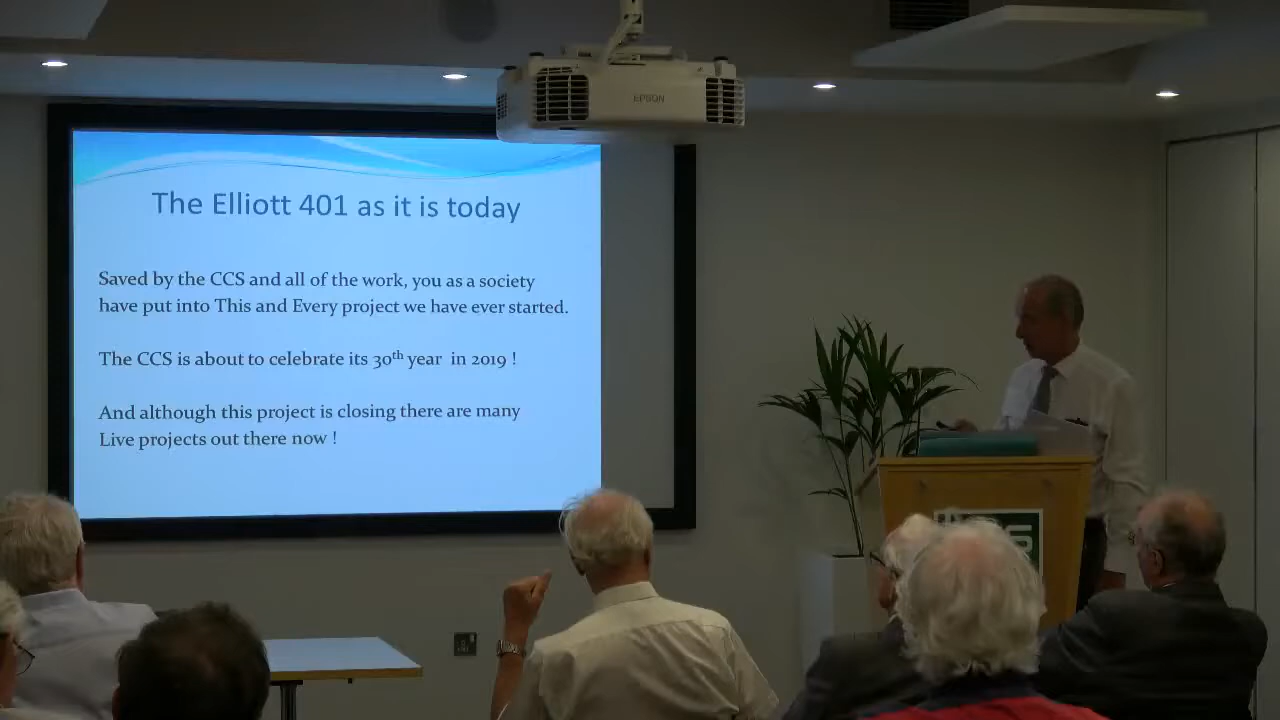 EPSON
The Elliott 401 as it is today
Saved by the CCS and all of the work, you as a society
have put into This and Every project we have ever started.
The CCS is about to celebrate its 30th year in 2019 !
And although this project is closing there are many
Live projects out there now !